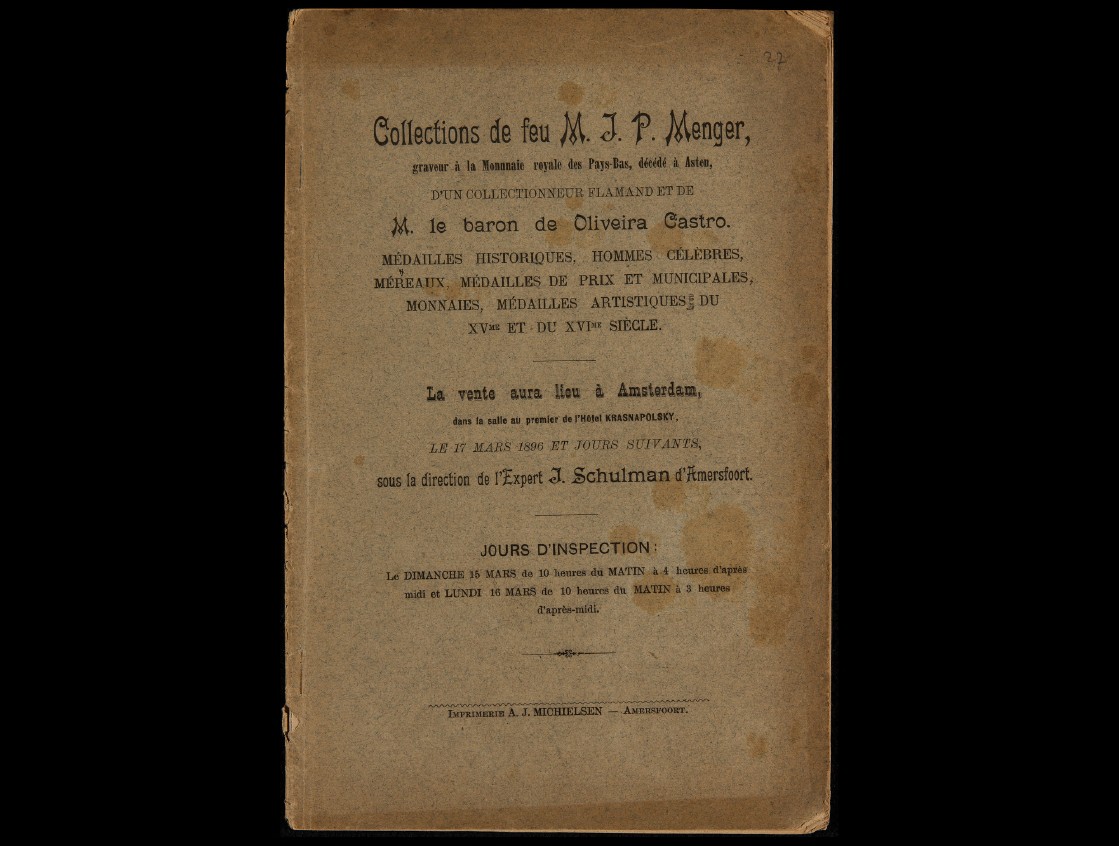 27
Collections de feu M. J. P. Menger,
graveur à la Monnnaie royale des Pays-Bas, décédé à Asten,
D'UN COLLECTIONNEUR FLAMAND ET DE
M. le baron de Oliveira Castro.
MÉDAILLES HISTORIQUES, HOMMES CÉLÈBRES,
MÉREAUX, MÉDAILLES DE PRIX ET MUNICIPALES,
MONNAIES, MÉDAILLES ARTISTIQUES DU
XVME ET DU XVIME SIÈCLE.
La vente aura lieu à Amsterdam,
dans la salle au premier de l'Hôtel KRASNAPOLSKY,
LE 17 MARS 1896 ET JOURS SUIVANTS,
sous la direction de l'Expert J. Schulman d'Amersfoort.
JOURS D'INSPECTION:
Le DIMANCHE 15 MARS de 10 heures du MATIN à 4 heures d'après
midi et LUNDI 16 MARS de 10 heures du MATIN à 3 heures
d'après-midi.
IMPRIMERIE A. J. MICHIELSEN — AMERSFOORT.